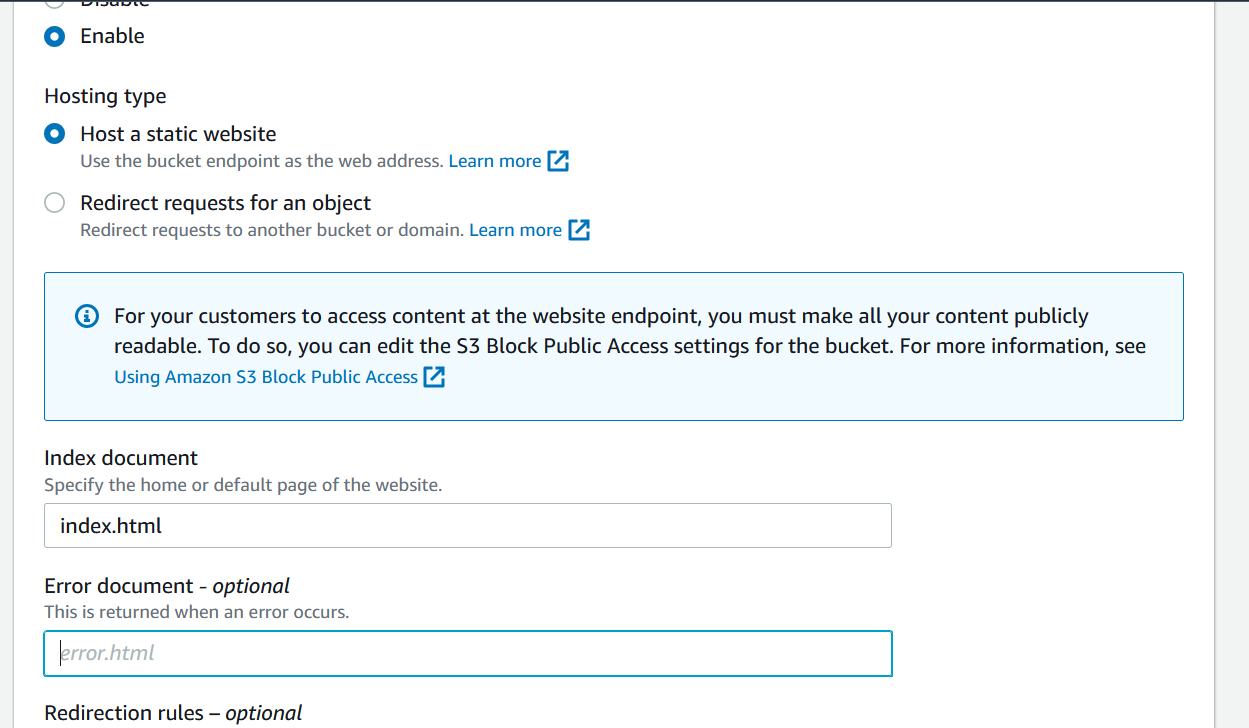 Disable
Enable
Hosting type
Host a static website
Use the bucket endpoint as the web address. Learn more
Redirect requests for an object
Redirect requests to another bucket or domain. Learn more
For your customers to access content at the website endpoint, you must make all your content publicly
readable. To do so, you can edit the S3 Block Public Access settings for the bucket. For more information, see
Using Amazon S3 Block Public Access
Index document
Specify the home or default page of the website.
index.html
Error document - optional
This is returned when an error occurs.
error.html
Redirection rules – optional